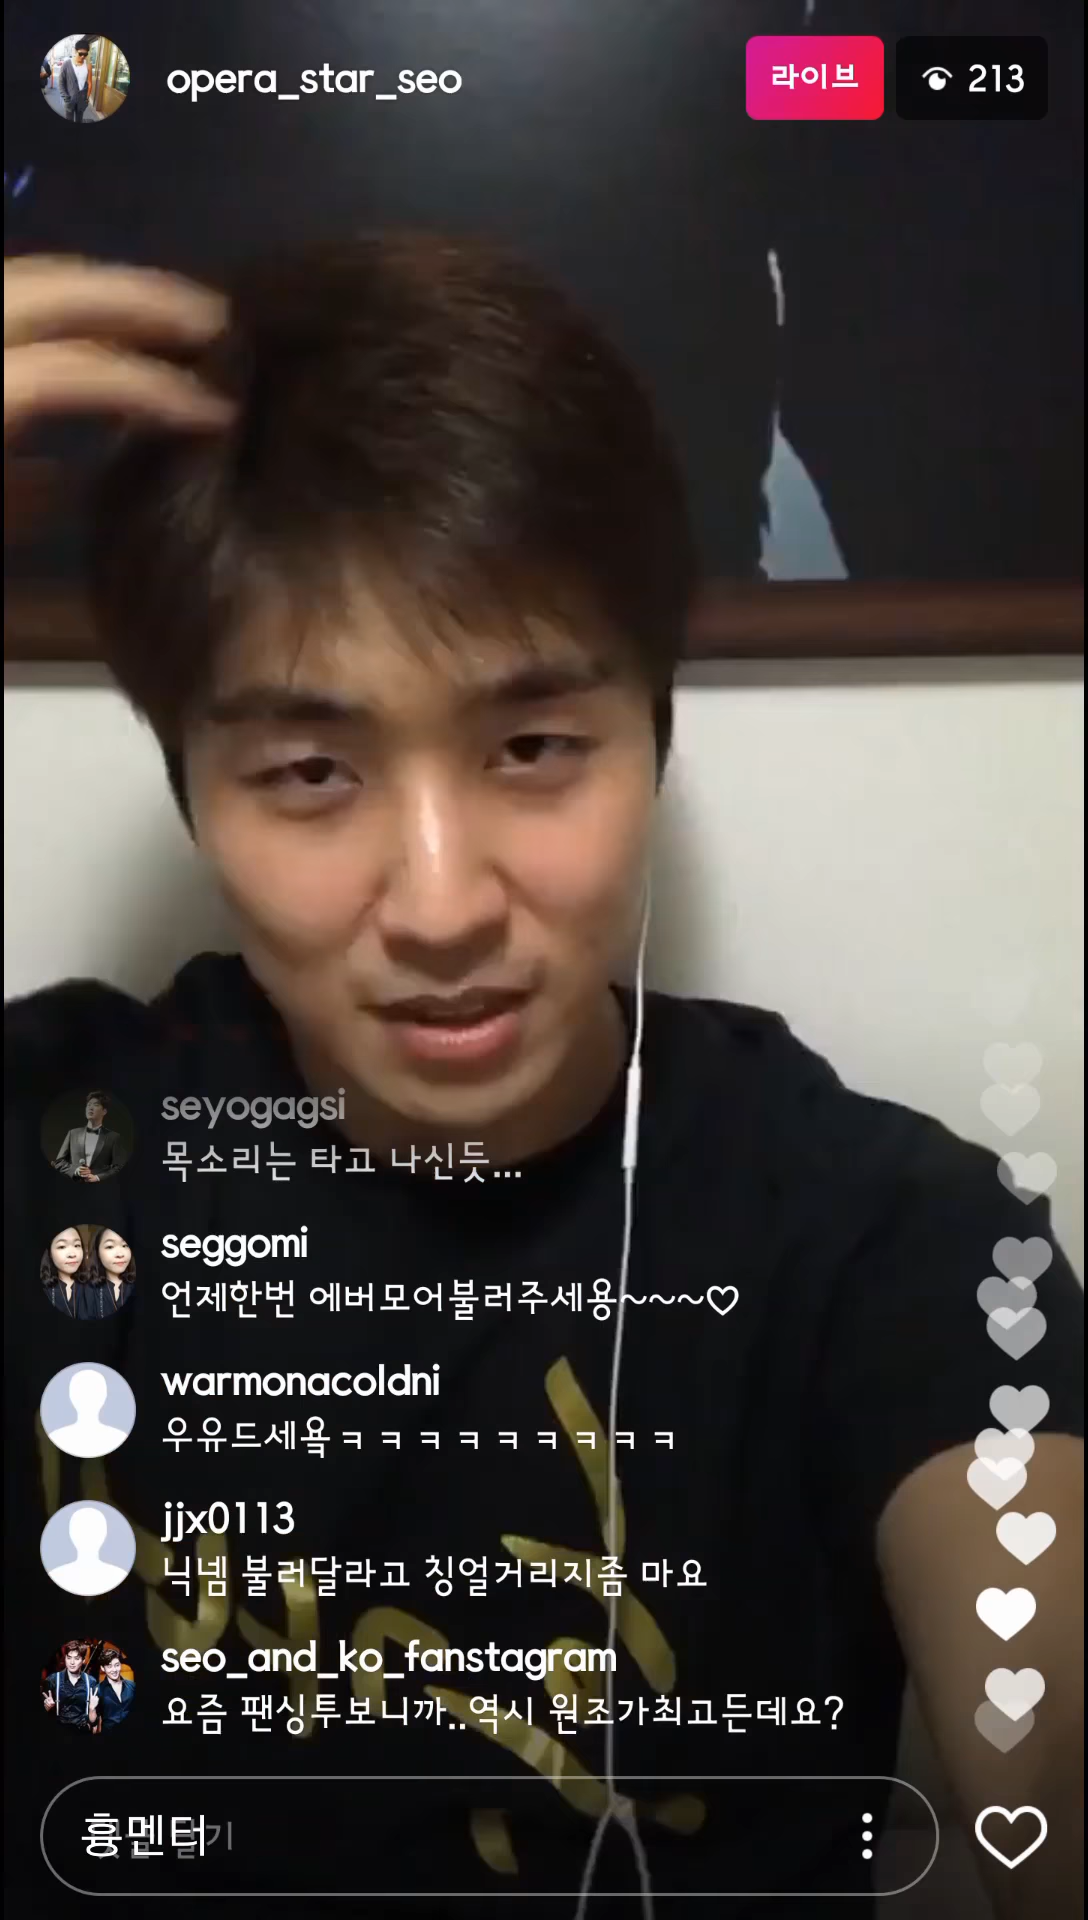 opera_star_seo
라이브
213
seyogagsi
목소리는 타고 나신듯...
seggomi
언제한번 에버모어불러주세용~~~♡
warmonacoldni
우유드세욬ㅋㅋㅋㅋㅋㅋㅋㅋㅋ
jjx0113
닉넴 불러달라고 칭얼거리지좀 마요
seo_and_ko_fanstagram
요즘 팬싱투보니까..역시 원조가최고든데요?
흉멘터